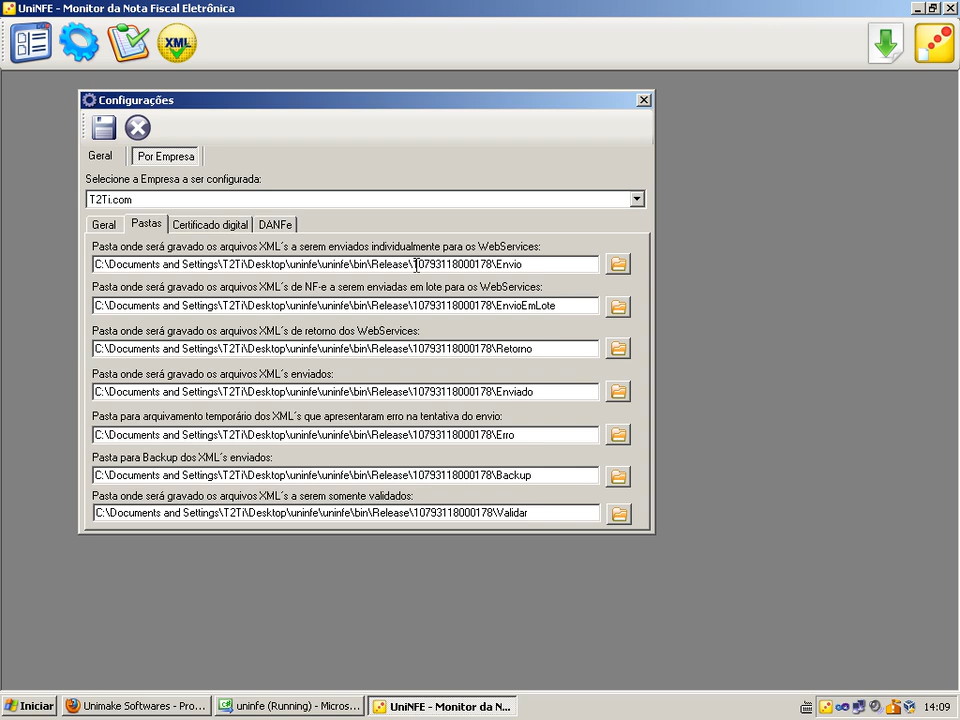 UniNFE - Monitor da Nota Fiscal Eletrônica
XML
Configurações
Geral
Por Empresa
Selecione a Empresa a ser configurada:
T2Ti.com
Geral
Pastas
Certificado digital
DANFe
Pasta onde será gravado os arquivos XML´s a serem enviados individualmente para os WebServices:
C:\Documents and Settings\T2Ti\Desktop\uninfe\uninfe\bin\Release\10793118000178\Envio
Pasta onde será gravado os arquivos XML´s de NF-e a serem enviadas em lote para os WebServices:
C:\Documents and Settings\T2Ti\Desktop\uninfe\uninfe\bin\Release\10793118000178\EnvioEmLote
Pasta onde será gravado os arquivos XML´s de retorno dos WebServices:
C:\Documents and Settings\T2Ti\Desktop\uninfe\uninfe\bin\Release\10793118000178\Retorno
Pasta onde será gravado os arquivos XML´s enviados:
C:\Documents and Settings\T2Ti\Desktop\uninfe\uninfe\bin\Release\10793118000178\Enviado
Pasta para arquivamento temporário dos XML´s que apresentaram erro na tentativa do envio:
C:\Documents and Settings\T2Ti\Desktop\uninfe\uninfe\bin\Release\10793118000178\Erro
Pasta para Backup dos XML´s enviados:
C:\Documents and Settings\T2Ti\Desktop\uninfe\uninfe\bin\Release\10793118000178\Backup
Pasta onde será gravado os arquivos XML´s a serem somente validados:
C:\Documents and Settings\T2Ti\Desktop\uninfe\uninfe\bin\Release\10793118000178\Validar
Iniciar
Unimake Softwares - Pro...
uninfe (Running) - Micros...
UniNFE - Monitor da N...
14:09